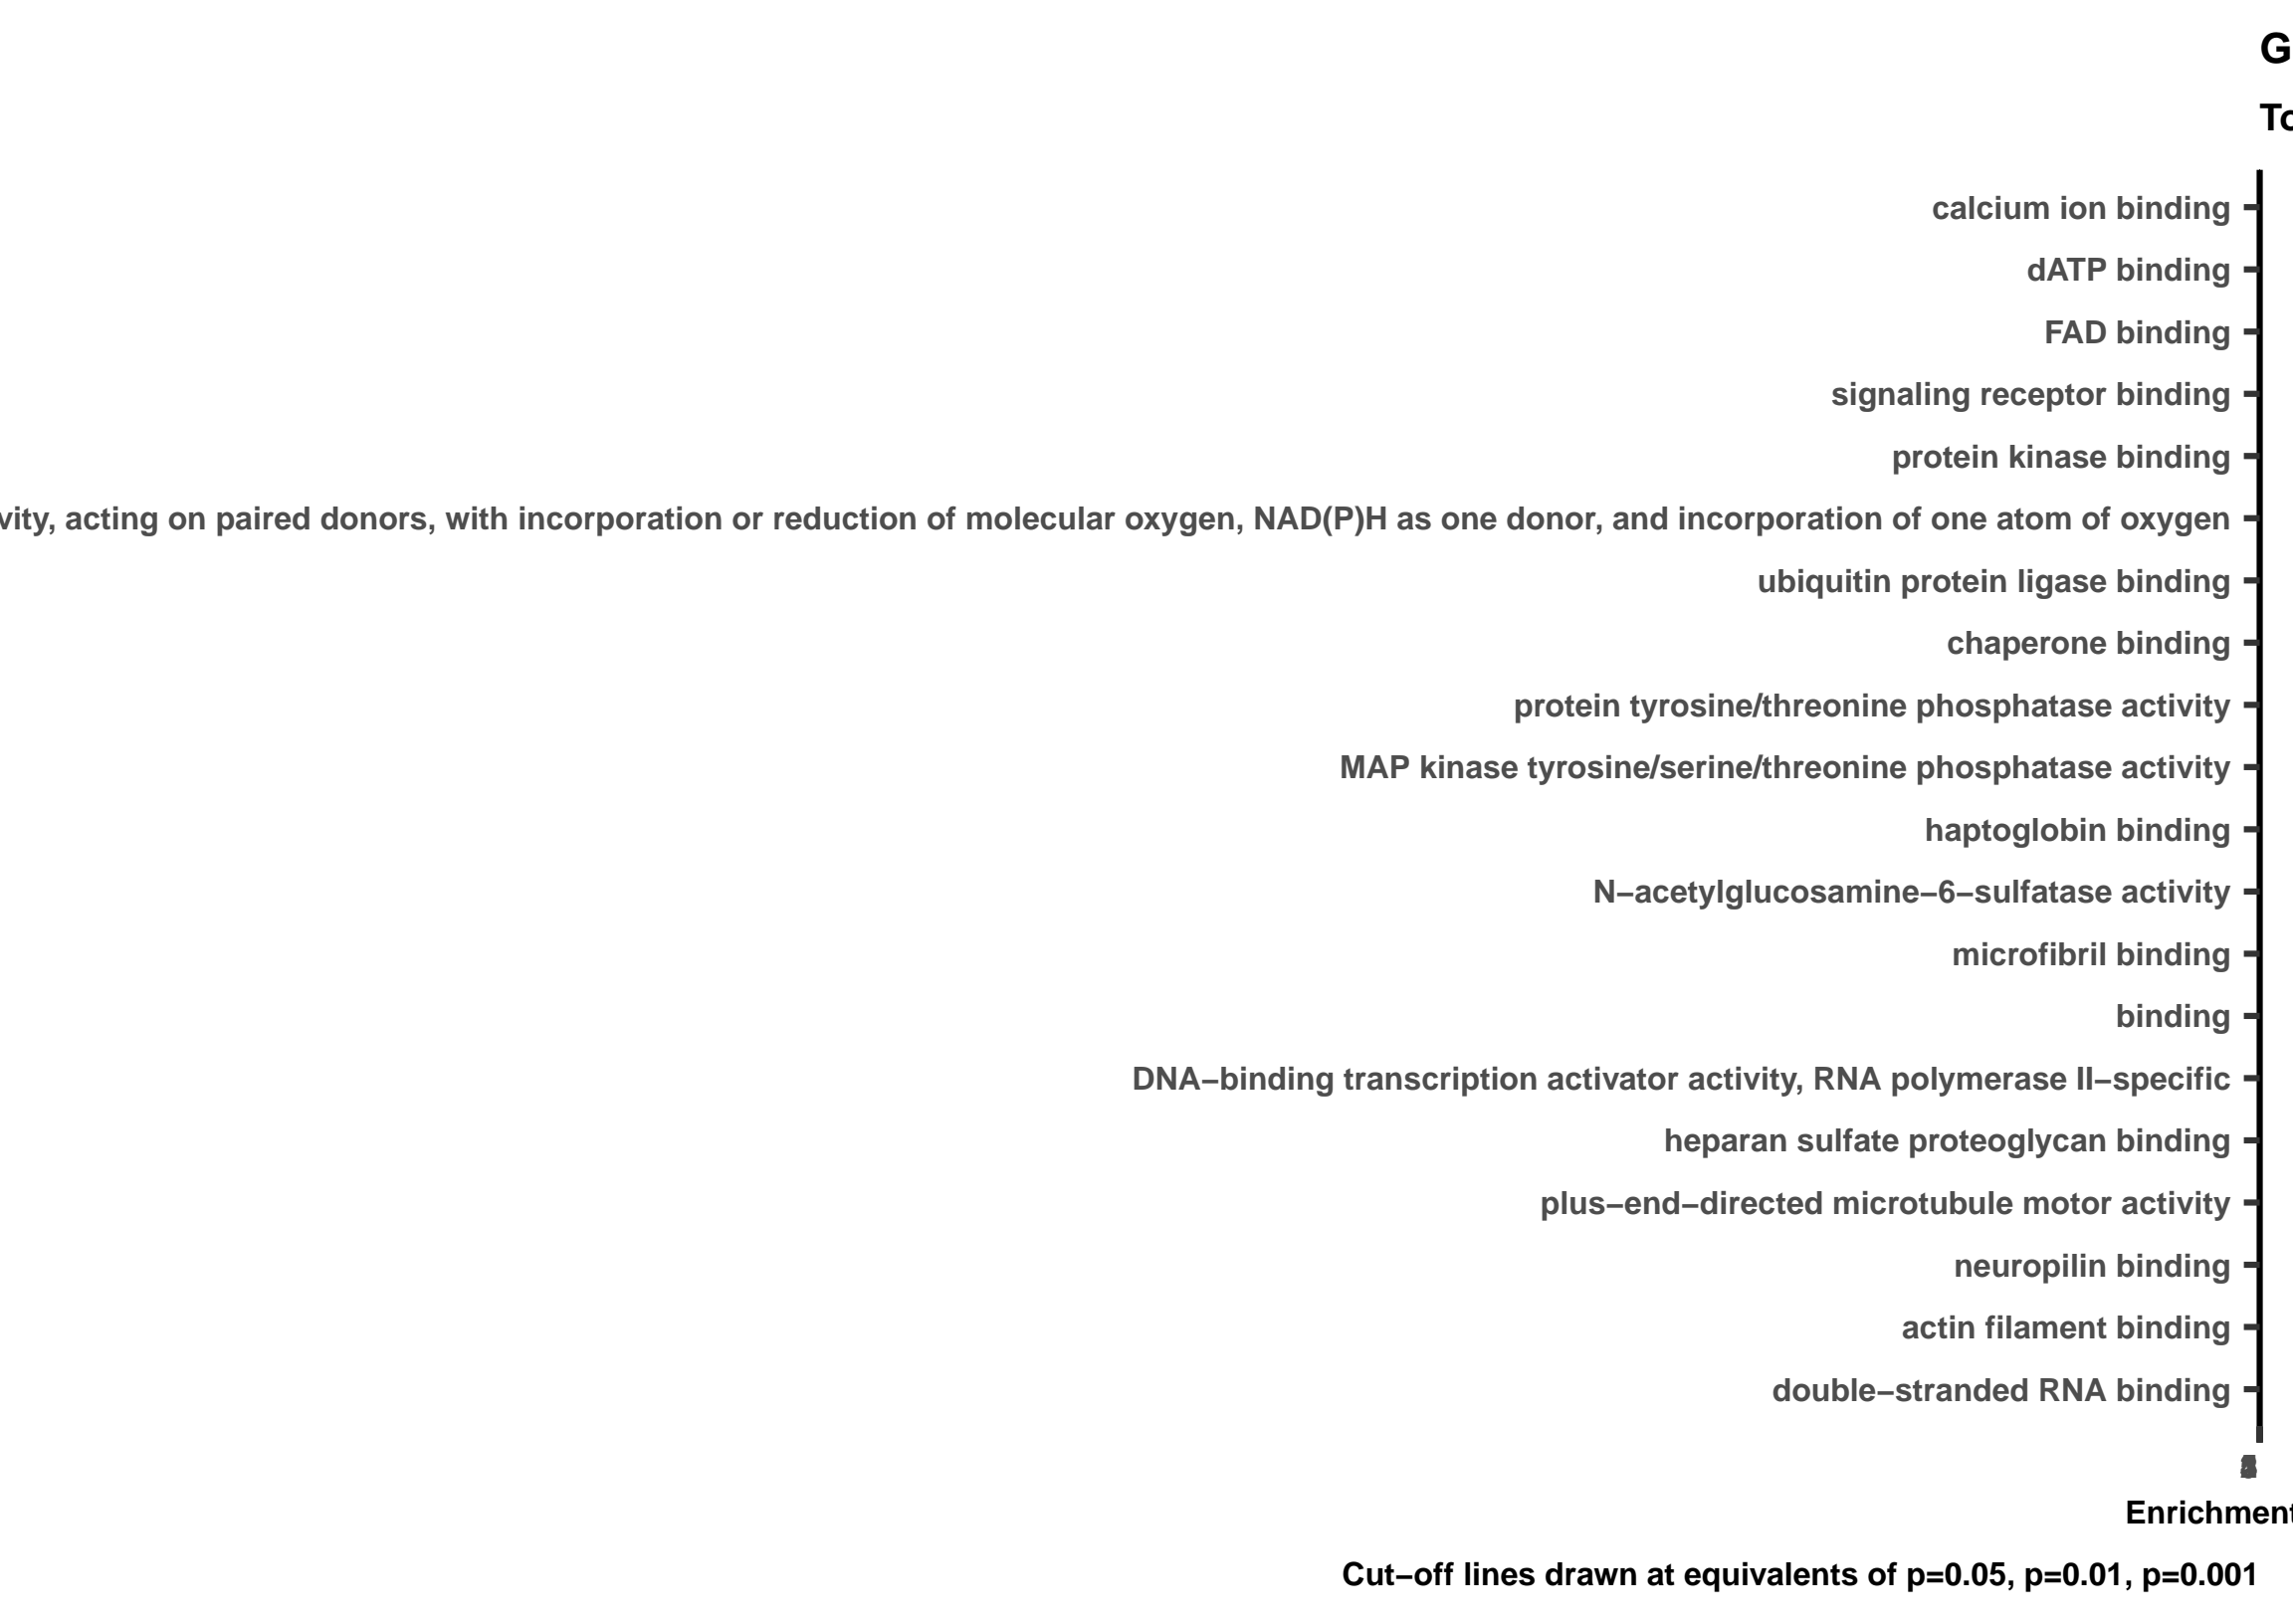 G
To
calcium ion binding
dATP binding
FAD binding
signaling receptor binding
protein kinase binding
vity, acting on paired donors, with incorporation or reduction of molecular oxygen, NAD(P)H as one donor, and incorporation of one atom of oxygen
ubiquitin protein ligase binding
chaperone binding
protein tyrosine/threonine phosphatase activity
MAP kinase tyrosine/serine/threonine phosphatase activity
haptoglobin binding
N−acetylglucosamine−6−sulfatase activity
microfibril binding
binding
DNA−binding transcription activator activity, RNA polymerase II−specific
heparan sulfate proteoglycan binding
plus−end−directed microtubule motor activity
neuropilin binding
actin filament binding
double−stranded RNA binding
Enrichment
Cut−off lines drawn at equivalents of p=0.05, p=0.01, p=0.001